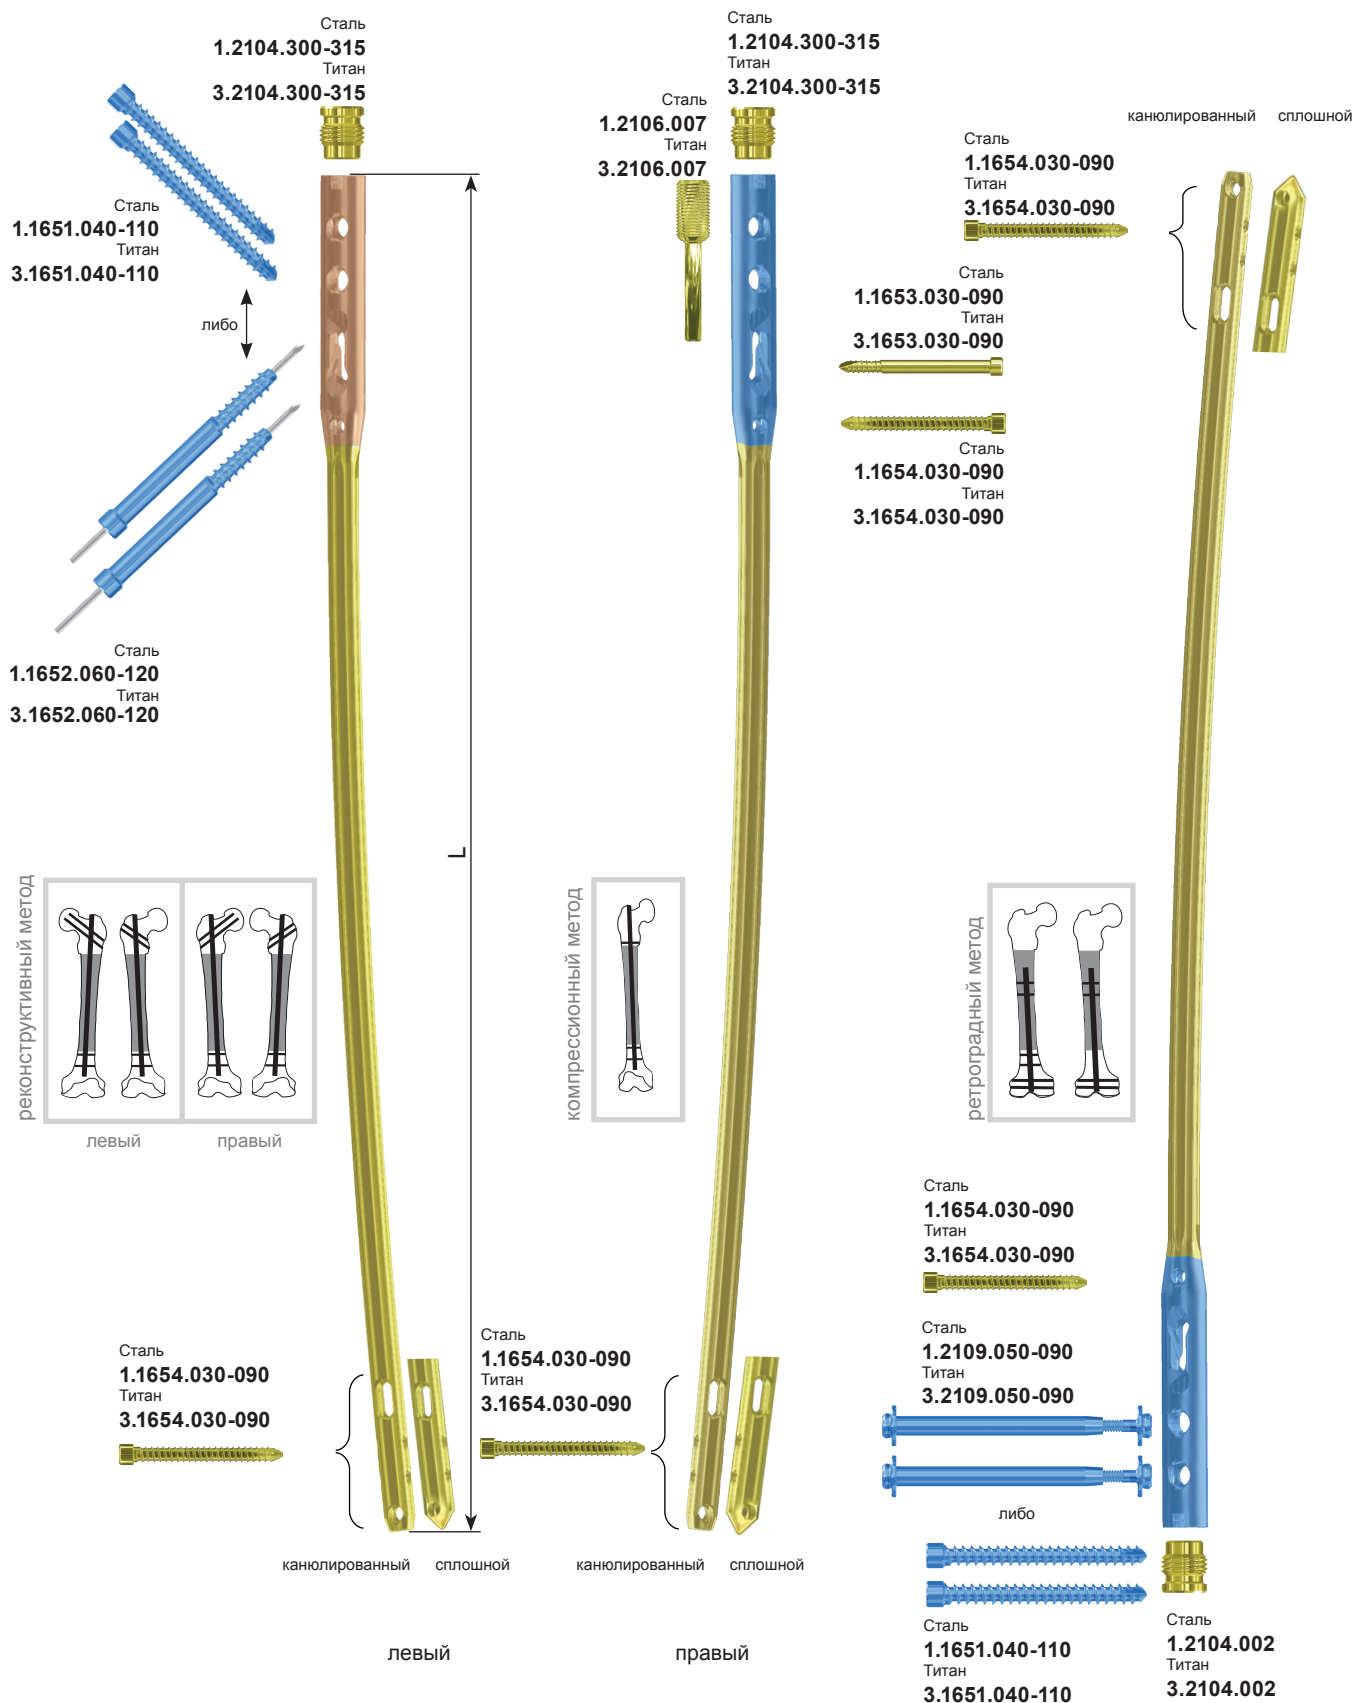 Сталь
1.2104.300-315
Титан
3.2104.300-315
Сталь
1.2104.300-315
Титан
3.2104.300-315
Сталь
1.2106.007
Титан
3.2106.007
канюлированный сплошной
Сталь
1.1654.030-090
Титан
3.1654.030-090
Сталь
1.1651.040-110
Титан
3.1651.040-110
либо
Сталь
1.1653.030-090
Титан
3.1653.030-090
Сталь
1.1654.030-090
Титан
3.1654.030-090
Сталь
1.1652.060-120
Титан
3.1652.060-120
L
реконструктивный метод
левый правый
компрессионный метод
ретроградный метод
Сталь
1.1654.030-090
Титан
3.1654.030-090
Сталь
1.2109.050-090
Титан
3.2109.050-090
либо
Сталь
1.1654.030-090
Титан
3.1654.030-090
Сталь
1.1654.030-090
Титан
3.1654.030-090
канюлированный сплошной
канюлированный сплошной
левый
правый
Сталь
1.1651.040-110
Титан
3.1651.040-110
Сталь
1.2104.002
Титан
3.2104.002